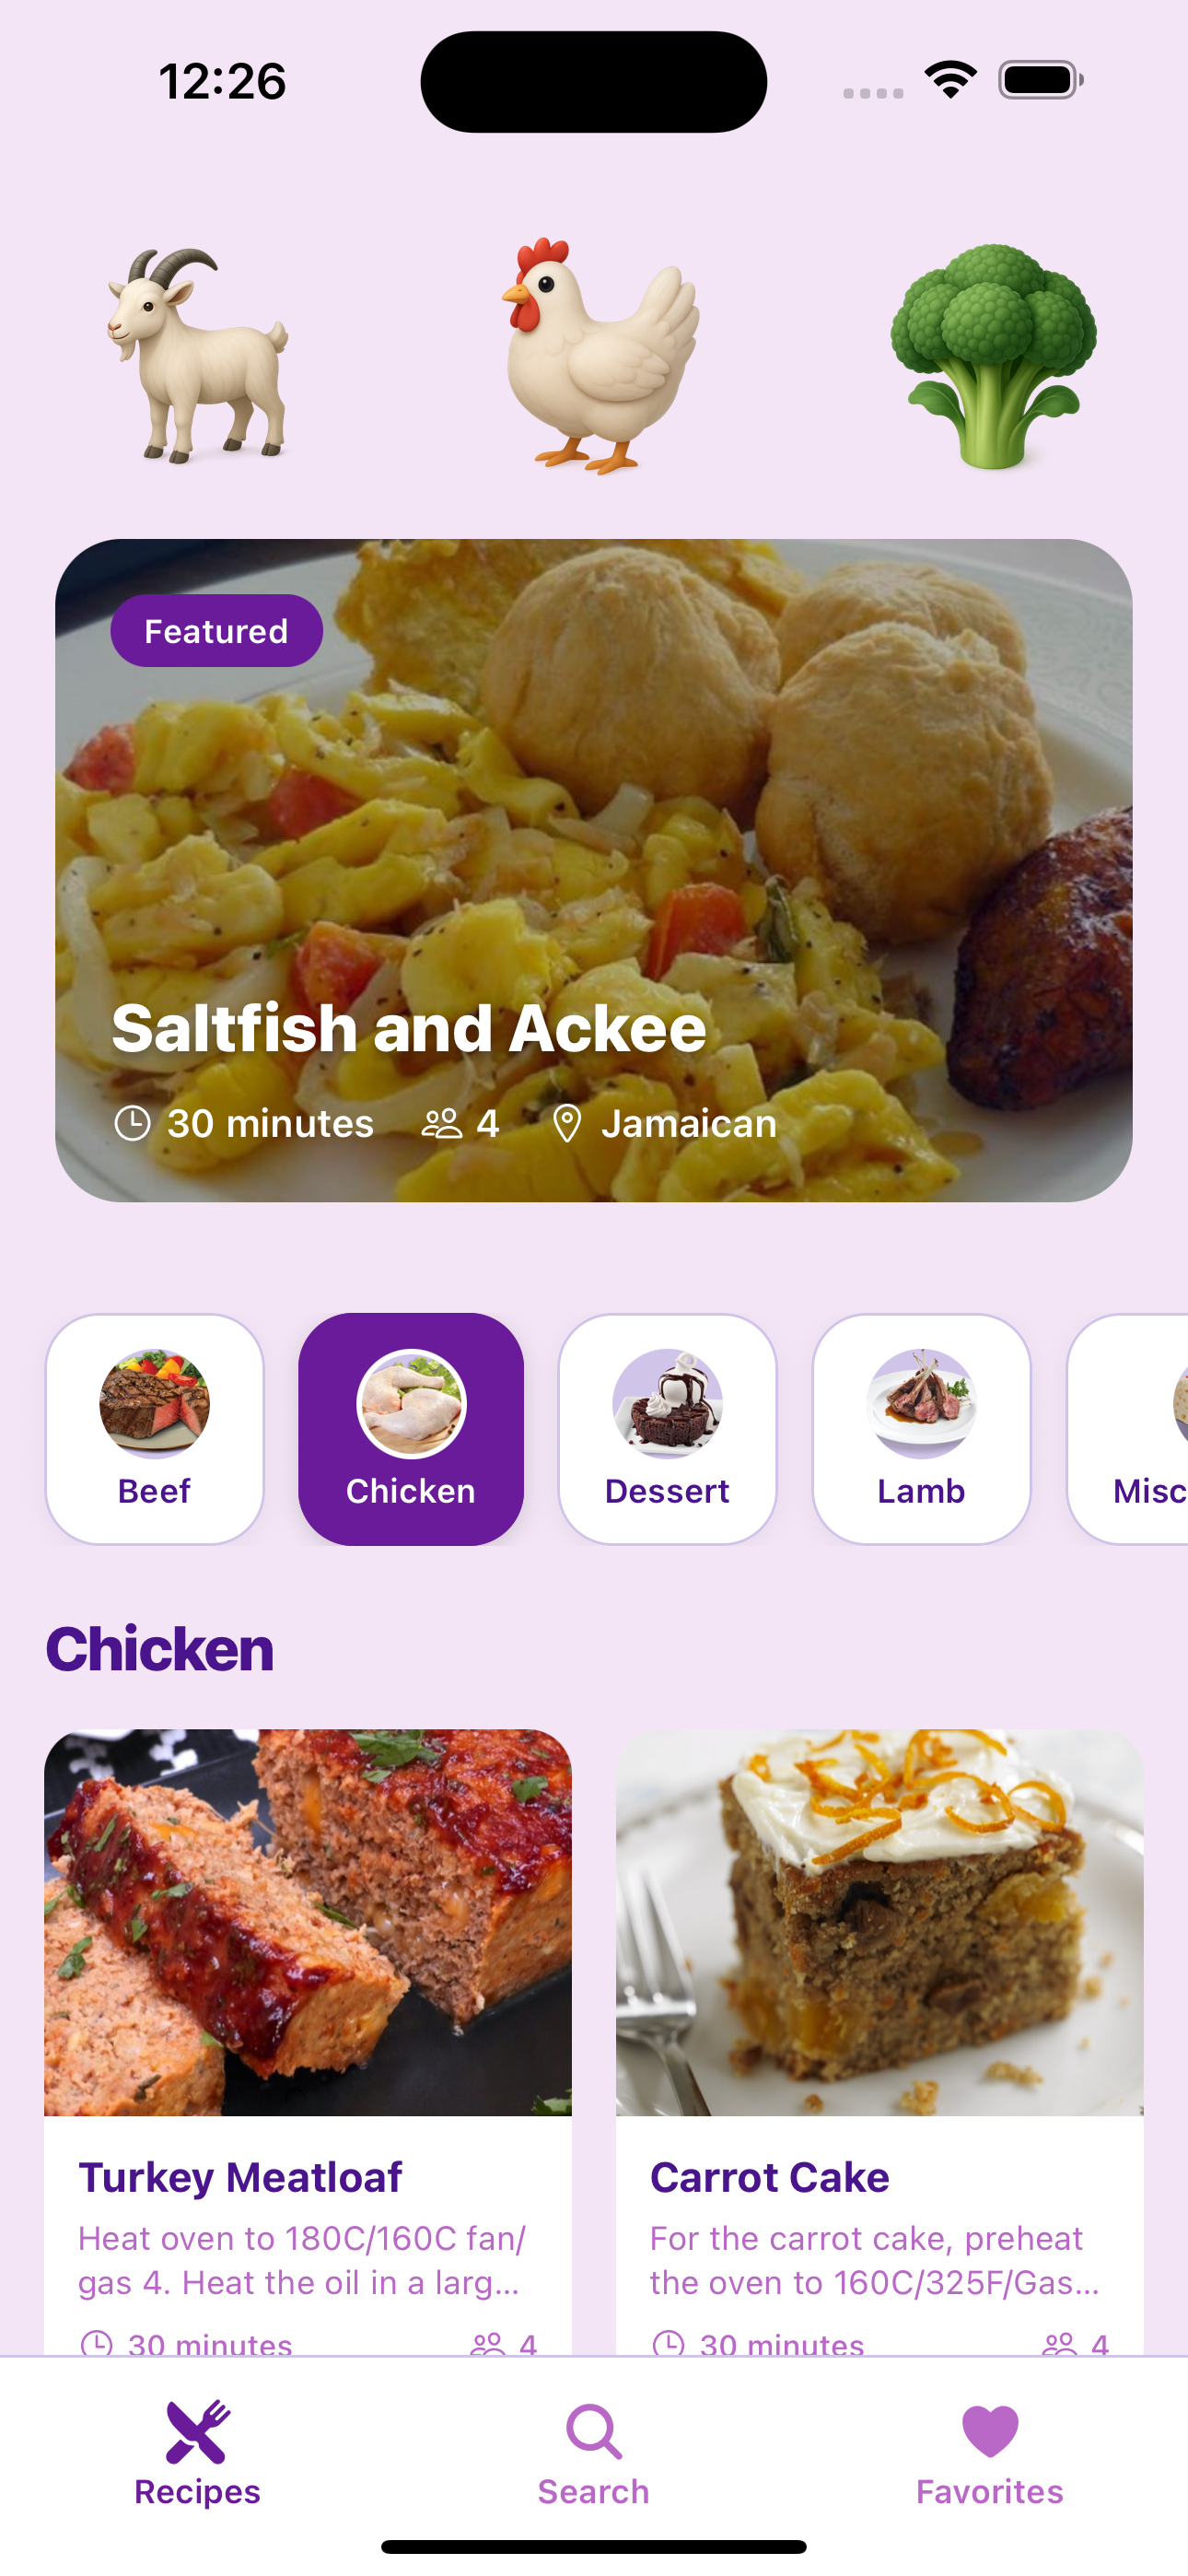 12:26
Featured
Saltfish and Ackee
30 minutes 4 Jamaican
Beef Chicken Dessert Lamb Misc
Chicken
Turkey Meatloaf
Heat oven to 180C/160C fan/
gas 4. Heat the oil in a larg...
30 minutes 4
Carrot Cake
For the carrot cake, preheat
the oven to 160C/325F/Gas...
30 minutes 4
Recipes Search Favorites